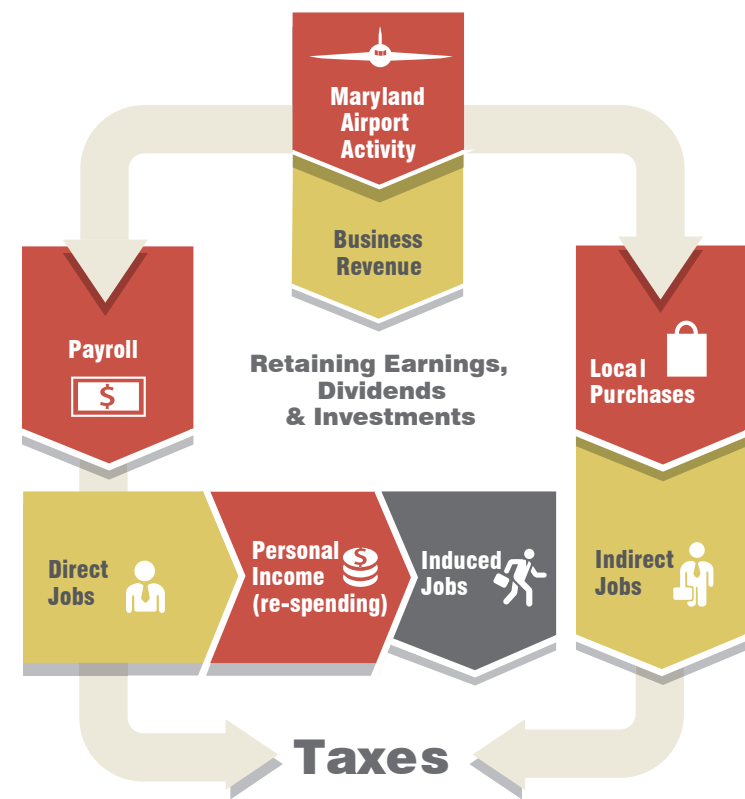 Maryland
Airport
Activity
Business
Revenue
Payroll
$
Retaining Earnings,
Dividends
& Investments
Local
Purchases
Direct
Jobs
Personal
Income
(re-spending)
$
Induced
Jobs
Indirect
Jobs
Taxes